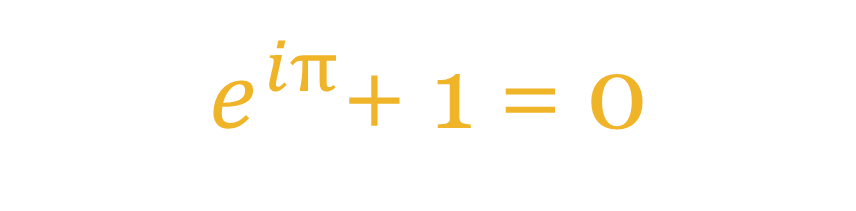 e^{iπ} + 1 = 0